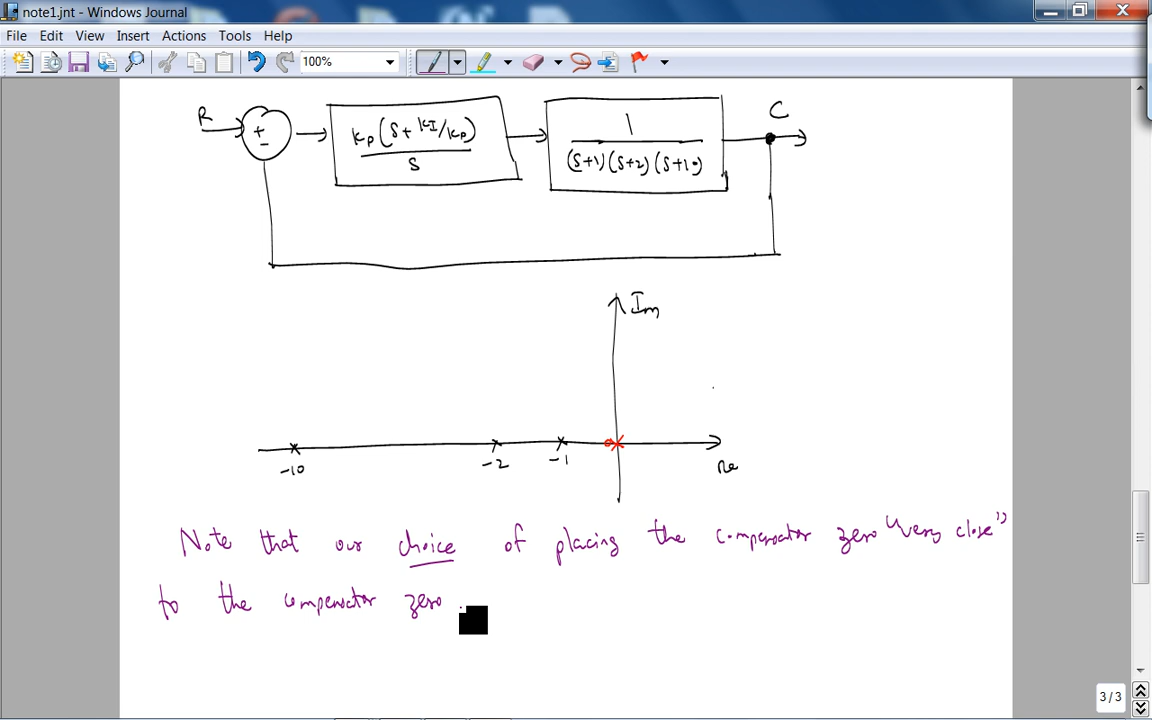 note1.jnt - Windows Journal
File Edit View Insert Actions Tools Help
100%
R
+
-
KP(S+KI/KP)
S
1
(S+1)(S+2)(S+10)
C
Im
-10
-2
-1
Re
Note that our choice of placing the compensator zero "very close"
to the compensator zero
3/3